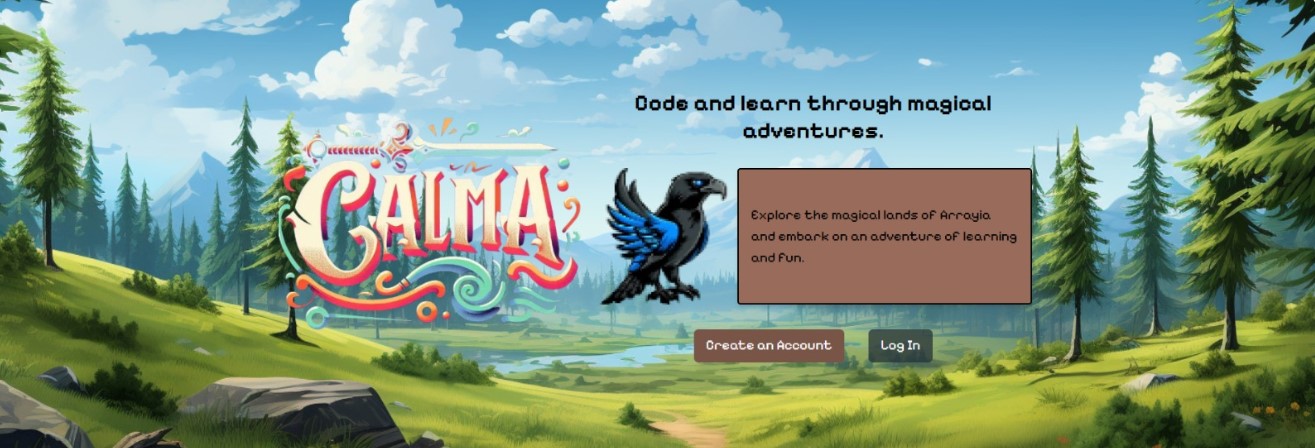 CALMA
Code and learn through magical
adventures.
Explore the magical lands of Arrayia
and embark on an adventure of learning
and fun.
Create an Account
Log In